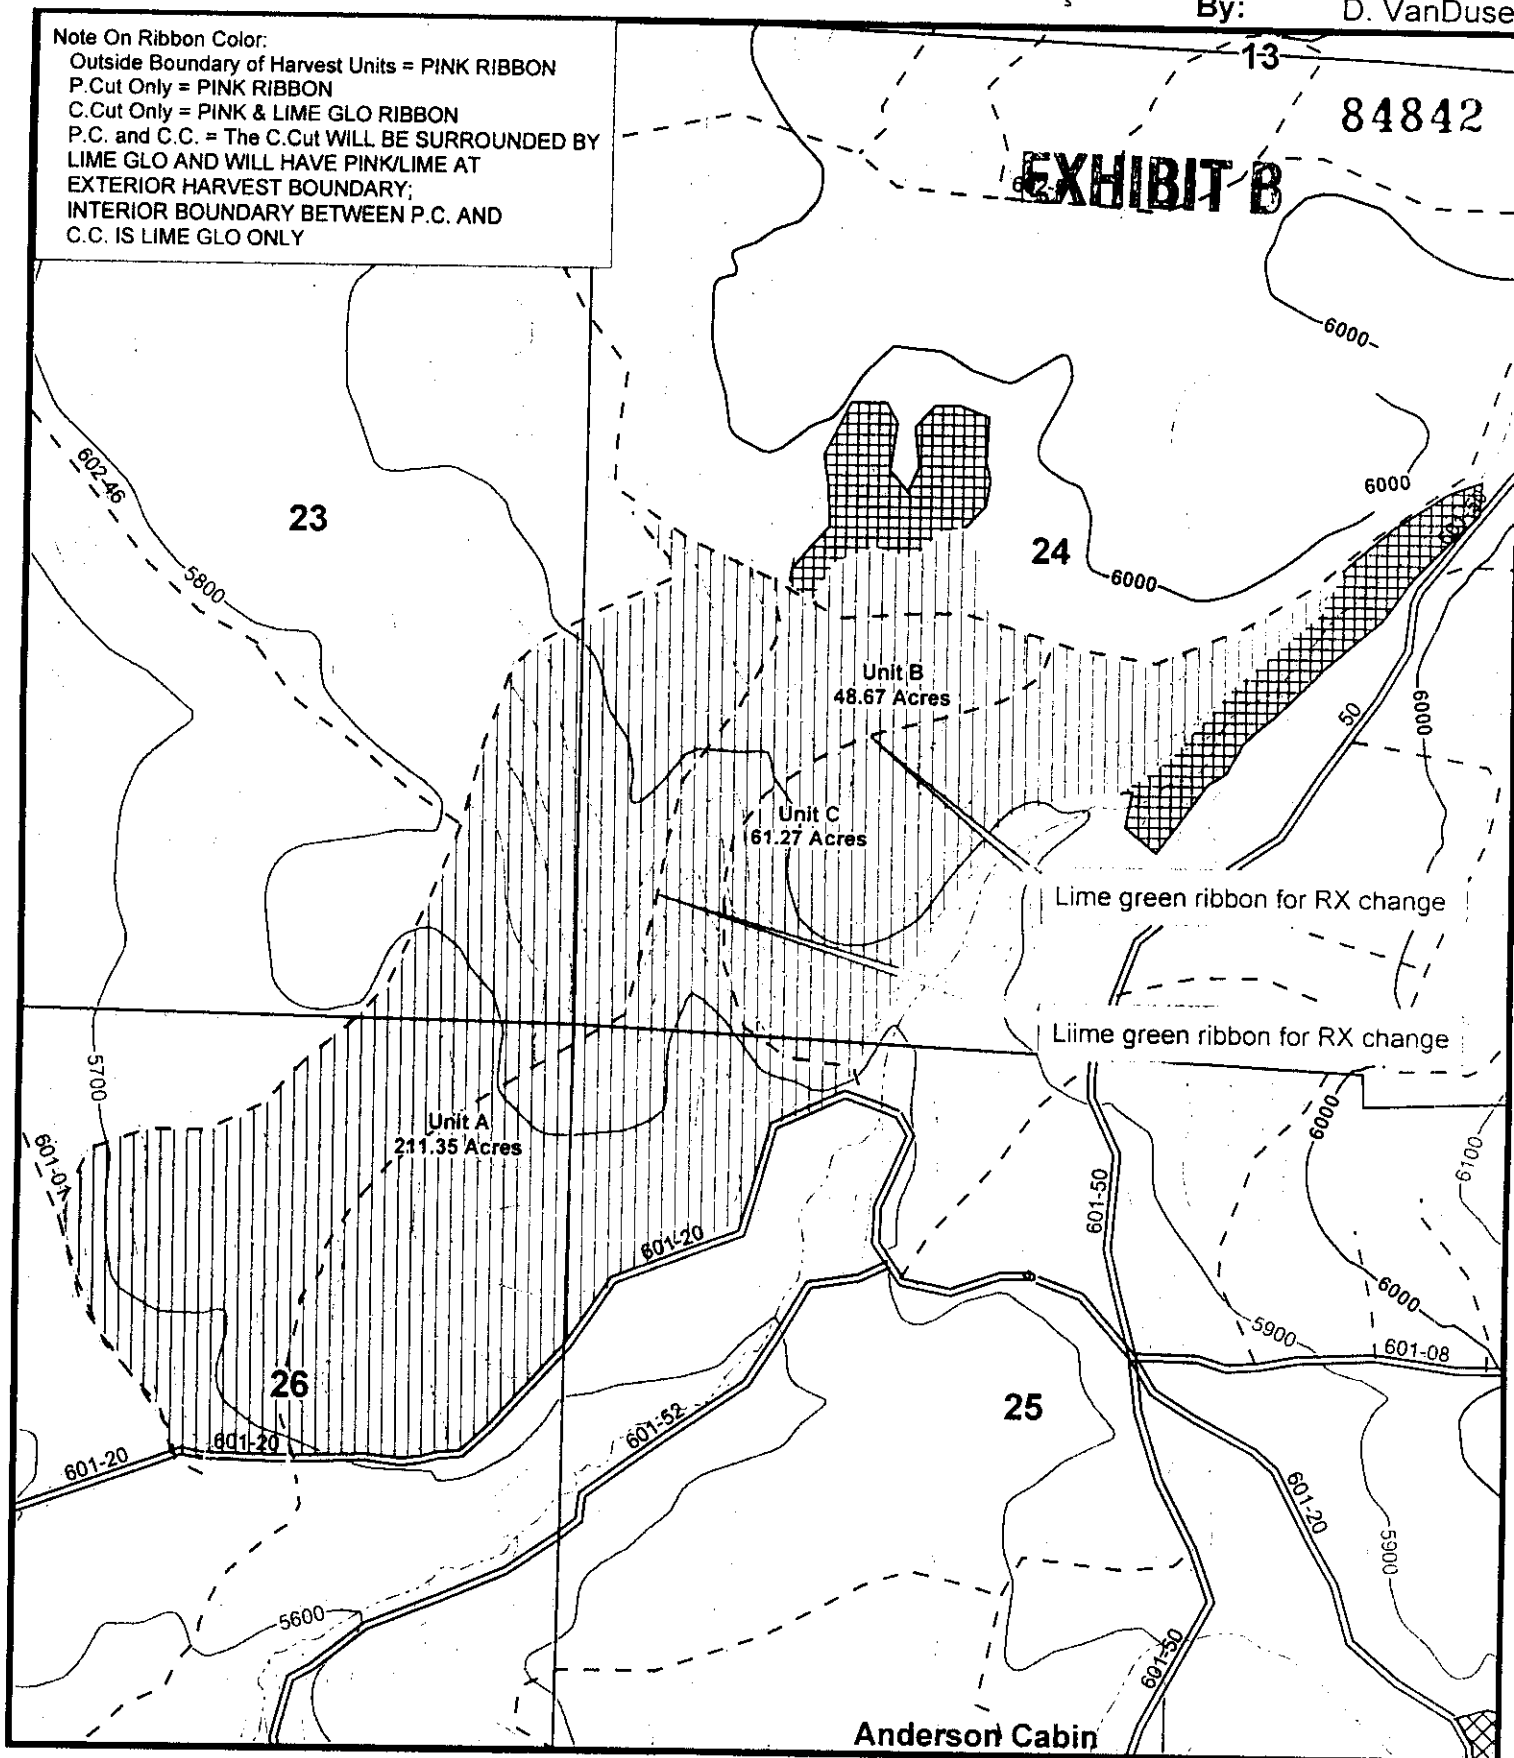 By: D. VanDuse
Note On Ribbon Color:
Outside Boundary of Harvest Units = PINK RIBBON
P.Cut Only = PINK RIBBON
C.Cut Only = PINK & LIME GLO RIBBON
P.C. and C.C. = The C.Cut WILL BE SURROUNDED BY
LIME GLO AND WILL HAVE PINK/LIME AT
EXTERIOR HARVEST BOUNDARY;
INTERIOR BOUNDARY BETWEEN P.C. AND
C.C. IS LIME GLO ONLY
13
84842
EXHIBIT B
6000
602-46
23
6000
24
5800
6000
Unit B
48.67 Acres
50
6000
Unit C
61.27 Acres
Lime green ribbon for RX change
Liime green ribbon for RX change
5700
Unit A
211.35 Acres
601-01
6000
6100
601-50
601-20
6000
5900
601-08
26
25
601-52
601-20
601-20
601-20
5900
5600
601-50
Anderson Cabin